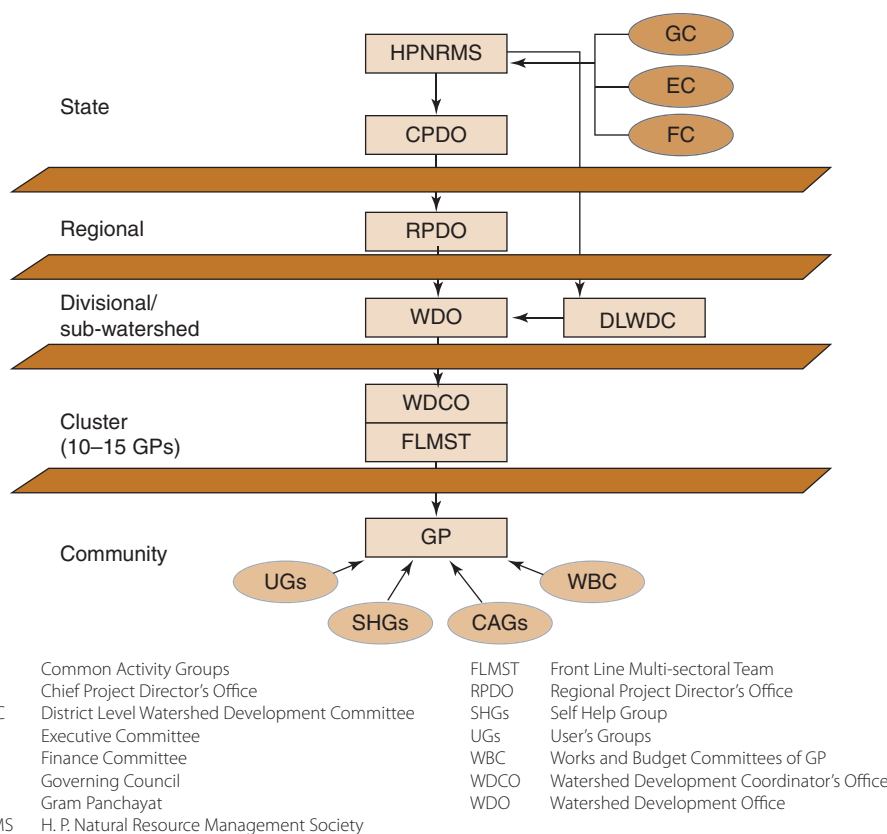 GC
HPNRMS
EC
State
CPDO
FC
Regional
RPDO
Divisional/
sub-watershed
WDO
DLWDC
WDCO
Cluster
(10–15 GPs)
FLMST
GP
Community
UGs
WBC
SHGs
CAGs
Common Activity Groups
Chief Project Director's Office
C District Level Watershed Development Committee
Executive Committee
Finance Committee
Governing Council
Gram Panchayat
MS H. P. Natural Resource Management Society
FLMST Front Line Multi-sectoral Team
RPDO Regional Project Director's Office
SHGs Self Help Group
UGs User's Groups
WBC Works and Budget Committees of GP
WDCO Watershed Development Coordinator's Office
WDO Watershed Development Office